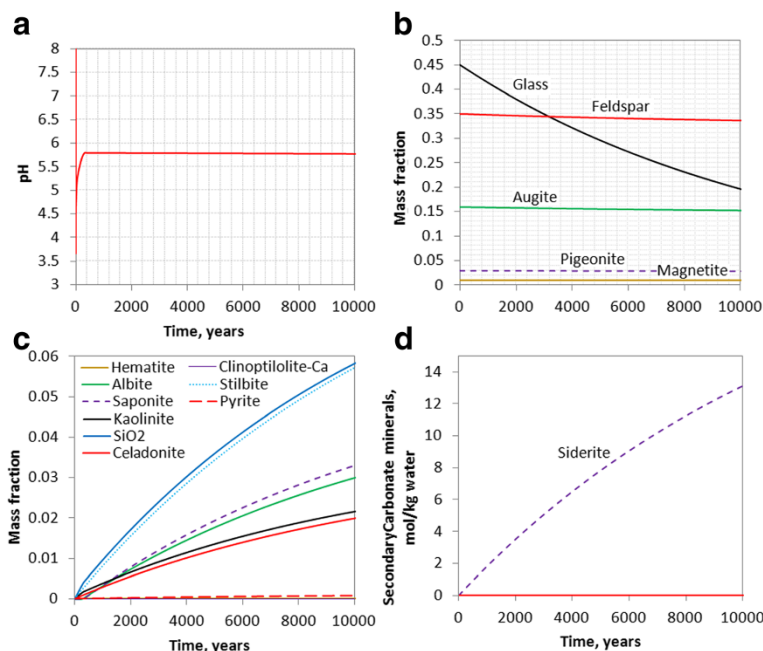 a
8
7.5
7
6.5
6
5.5
5
4.5
4
3.5
3
pH
0 2000 4000 6000 8000 10000
Time, years
b
0.5
0.45
0.4
0.35
0.3
0.25
0.2
0.15
0.1
0.05
0
Mass fraction
Glass
Feldspar
Augite
Pigeonite
Magnetite
0 2000 4000 6000 8000 10000
Time, years
c
0.06
0.05
0.04
0.03
0.02
0.01
0
Mass fraction
Hematite
Clinoptilolite-Ca
Albite
Stilbite
Saponite
Pyrite
Kaolinite
SiO2
Celadonite
0 2000 4000 6000 8000 10000
Time, years
d
14
12
10
8
6
4
2
0
SecondaryCarbonate minerals,
mol/kg water
Siderite
0 2000 4000 6000 8000 10000
Time, years